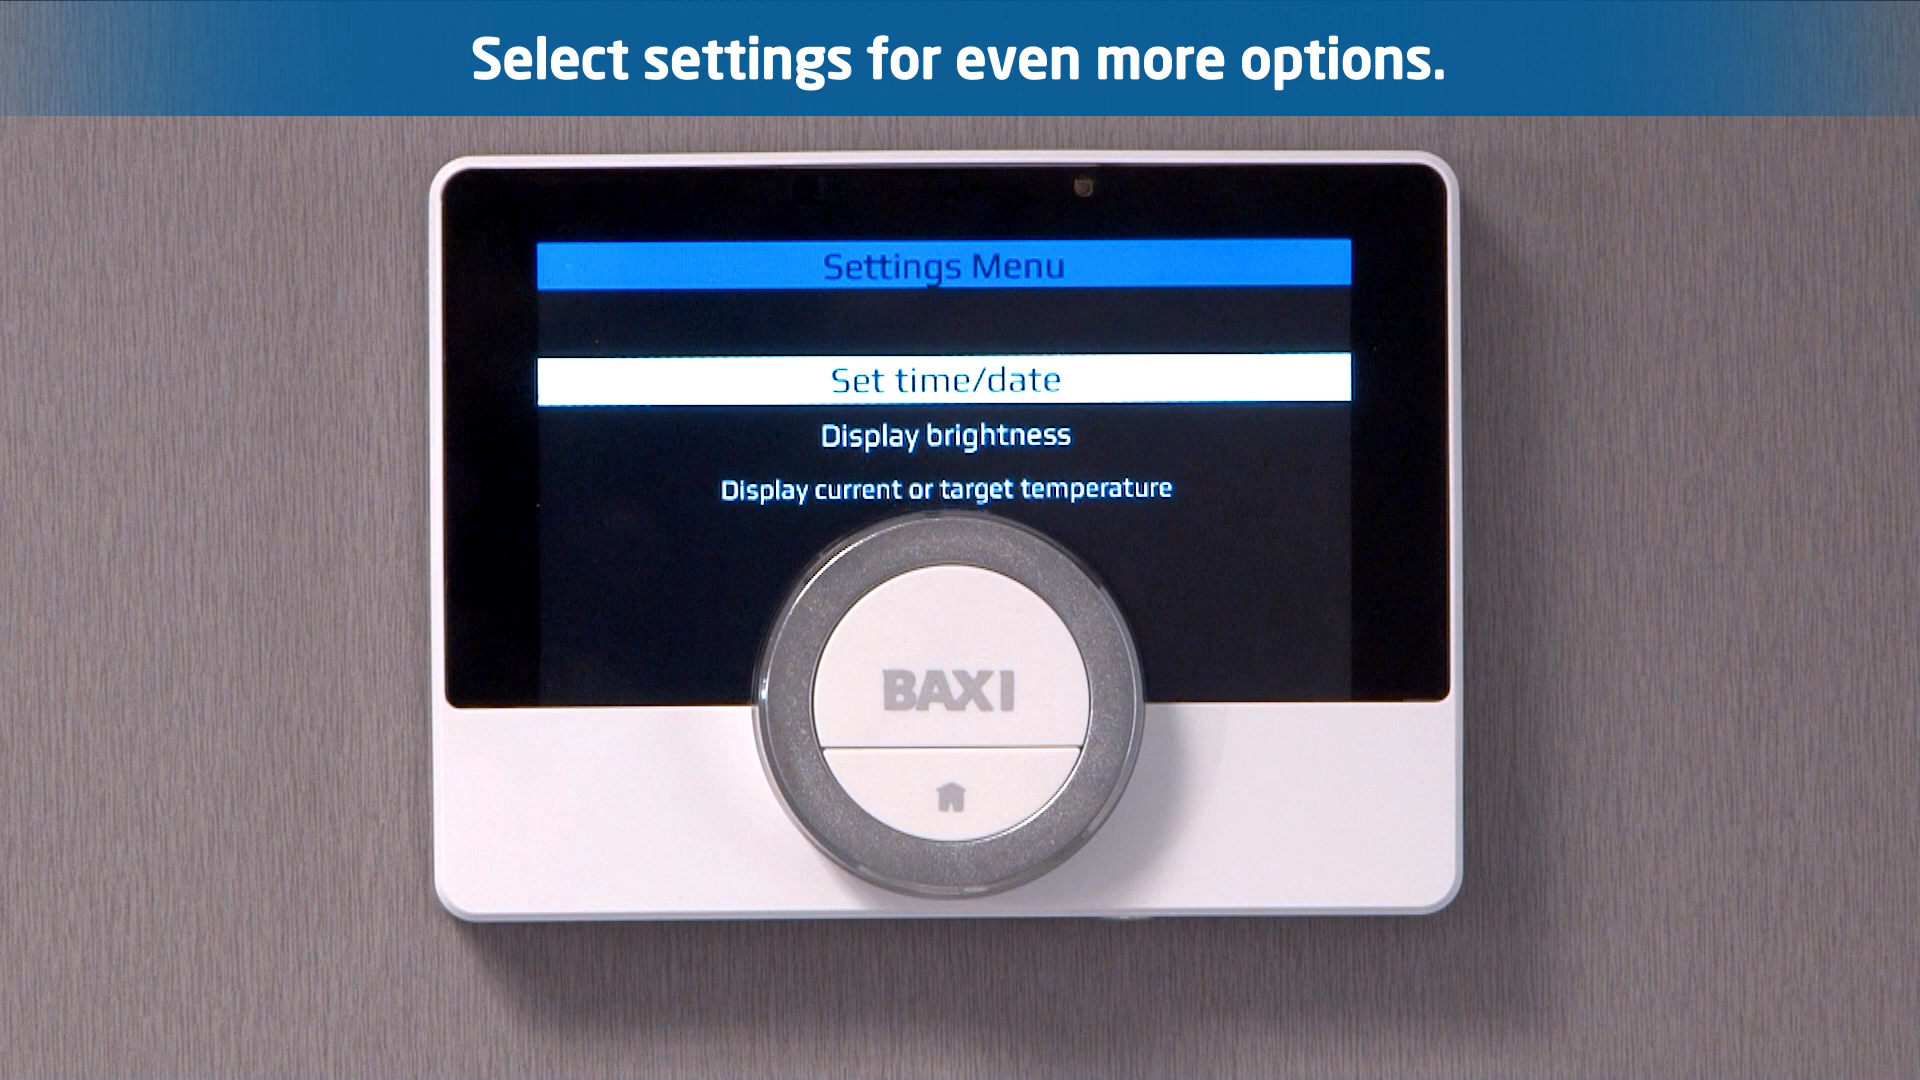 Select settings for even more options.
Settings Menu
Set time/date
Display brightness
Display current or target temperature
BAXI